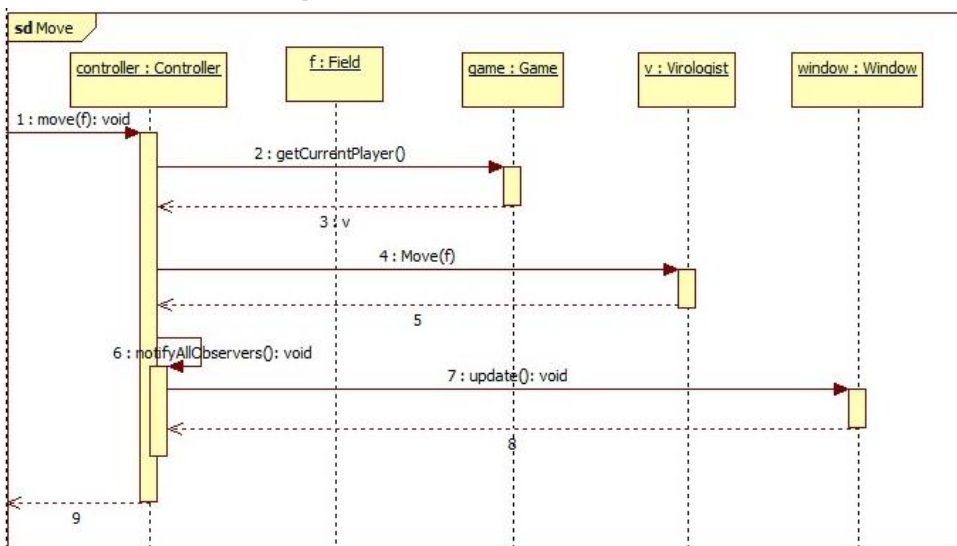 sd Move
controller : Controller
f : Field
game : Game
v : Virologist
window : Window
1 : move(f): void
2 : getCurrentPlayer()
3 : v
4 : Move(f)
5
6 : notifyAllObservers(): void
7 : update(): void
8
9